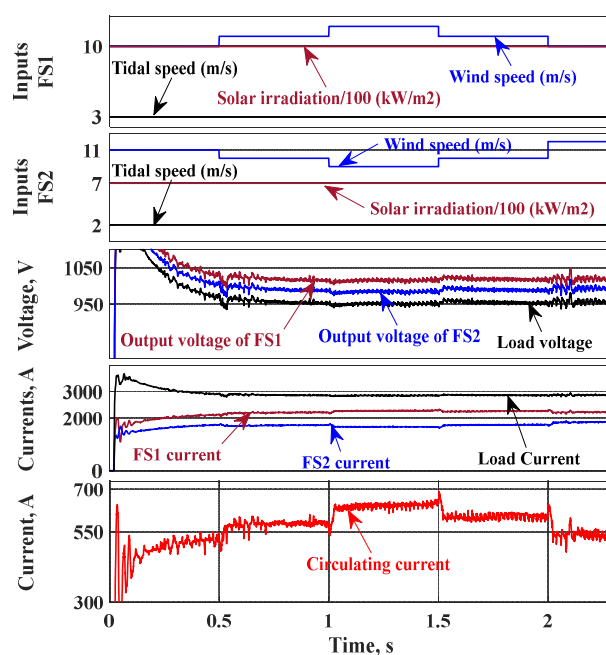 Inputs
FS1
10
3
Tidal speed (m/s)
Solar irradiation/100 (kW/m2)
Wind speed (m/s)
Inputs
FS2
11
7
2
Tidal speed (m/s)
Wind speed (m/s)
Solar irradiation/100 (kW/m2)
Voltage, V
1050
950
Output voltage of FS1
Output voltage of FS2
Load voltage
Currents, A
3000
2000
0
FS1 current
FS2 current
Load Current
Current, A
700
550
300
Circulating current
0
0.5
1
1.5
2
Time, s